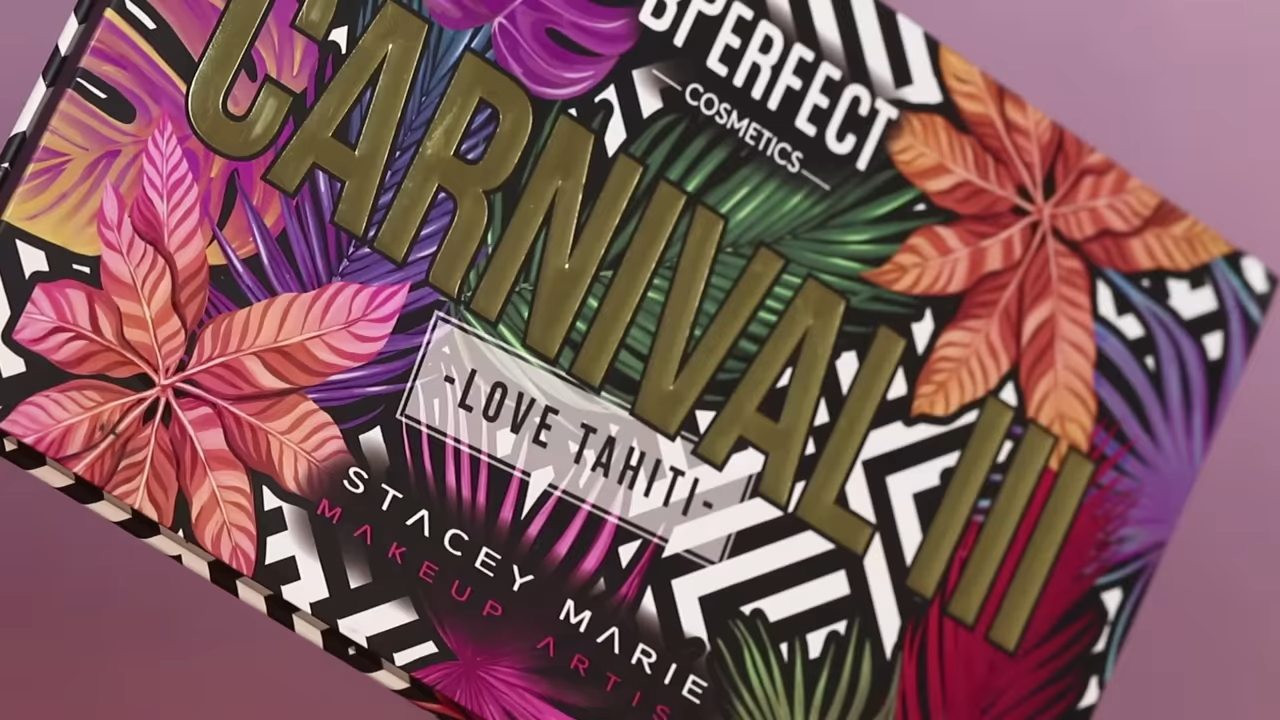 BPERFECT
—COSMETICS—
CARNIVAL III
-LOVE TAHITI-
STACEY MARIE
MAKEUP ARTIS